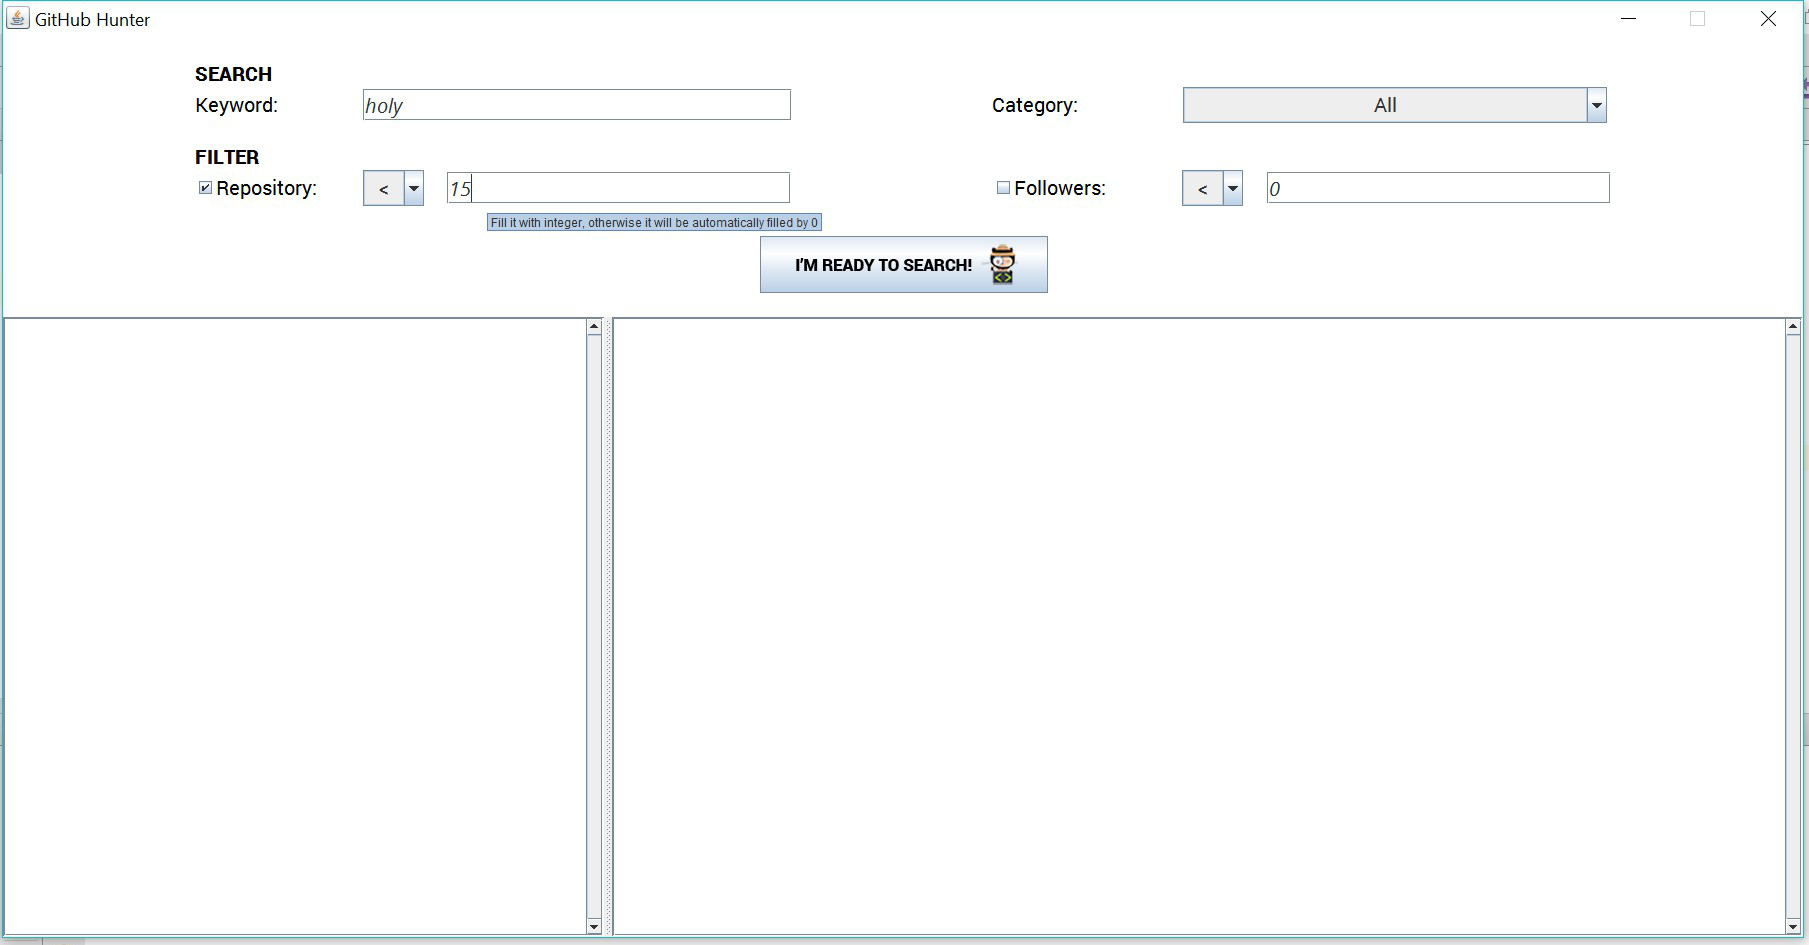 GitHub Hunter
SEARCH
Keyword: holy Category: All
FILTER
Repository: < 15 Followers: < 0
Fill it with integer, otherwise it will be automatically filled by 0
I'M READY TO SEARCH!